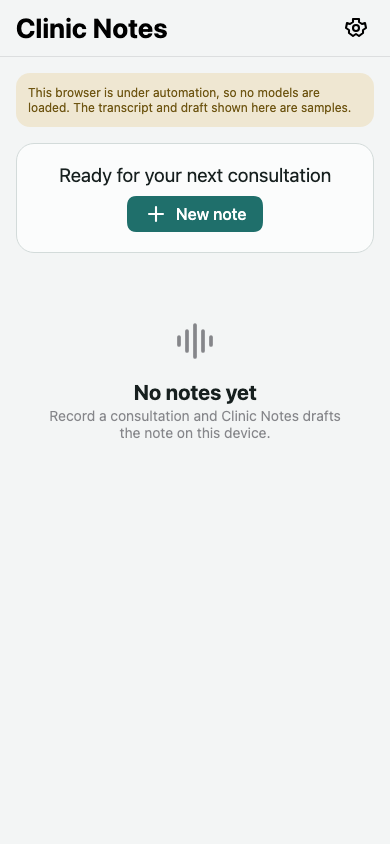 Clinic Notes
This browser is under automation, so no models are
loaded. The transcript and draft shown here are samples.
Ready for your next consultation
New note
No notes yet
Record a consultation and Clinic Notes drafts
the note on this device.